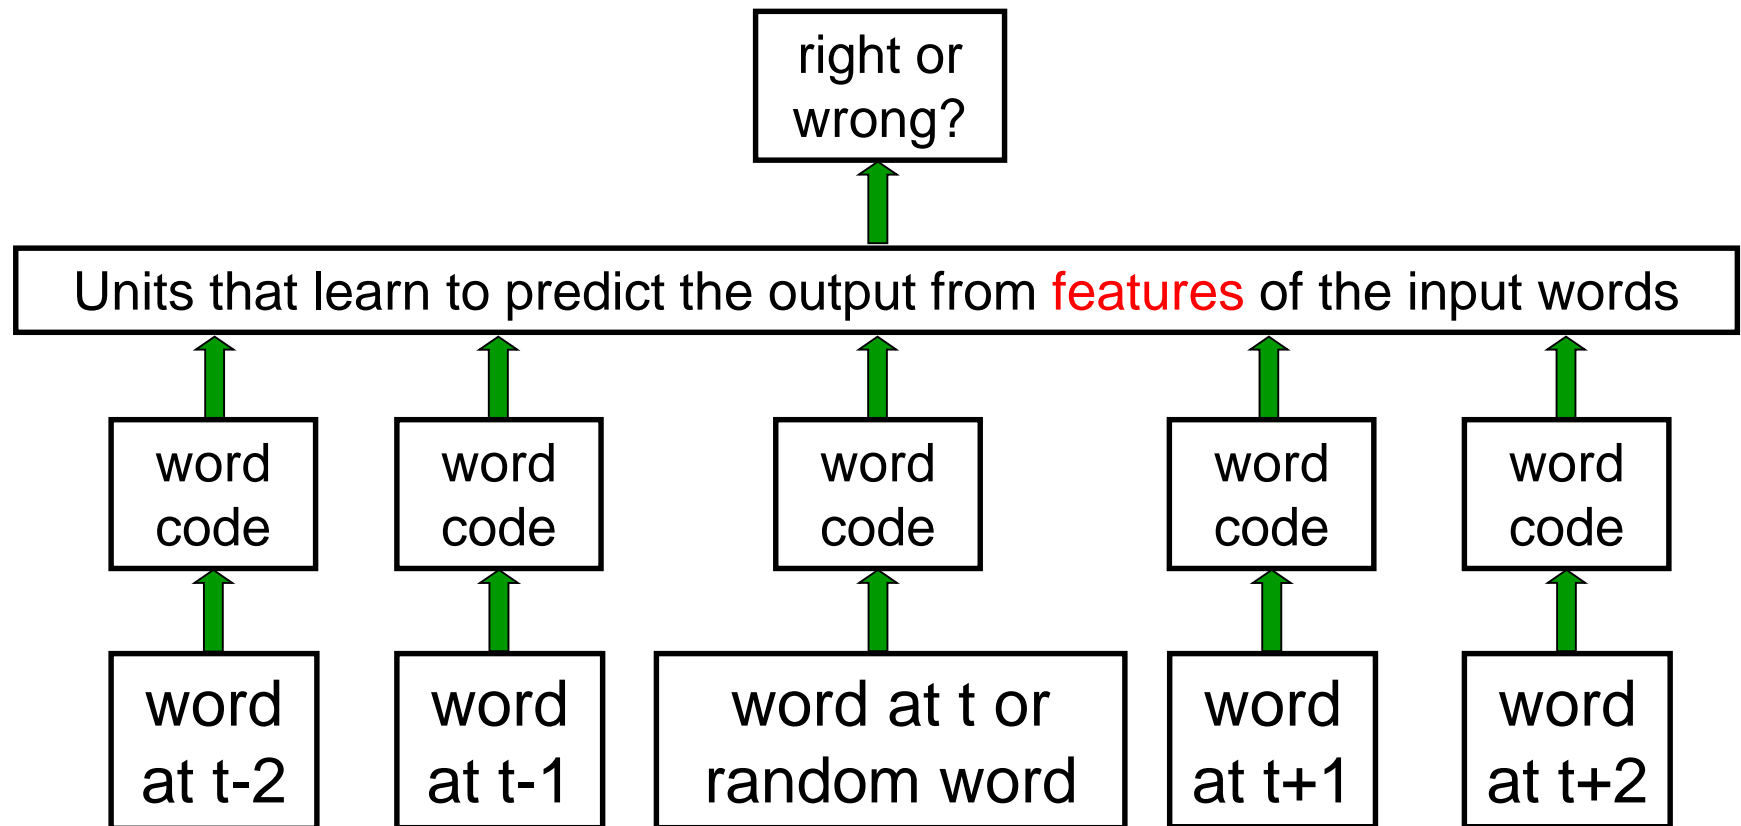 right or
wrong?
Units that learn to predict the output from features of the input words
word
code
word
code
word
code
word
code
word
code
word
at t-2
word
at t-1
word at t or
random word
word
at t+1
word
at t+2